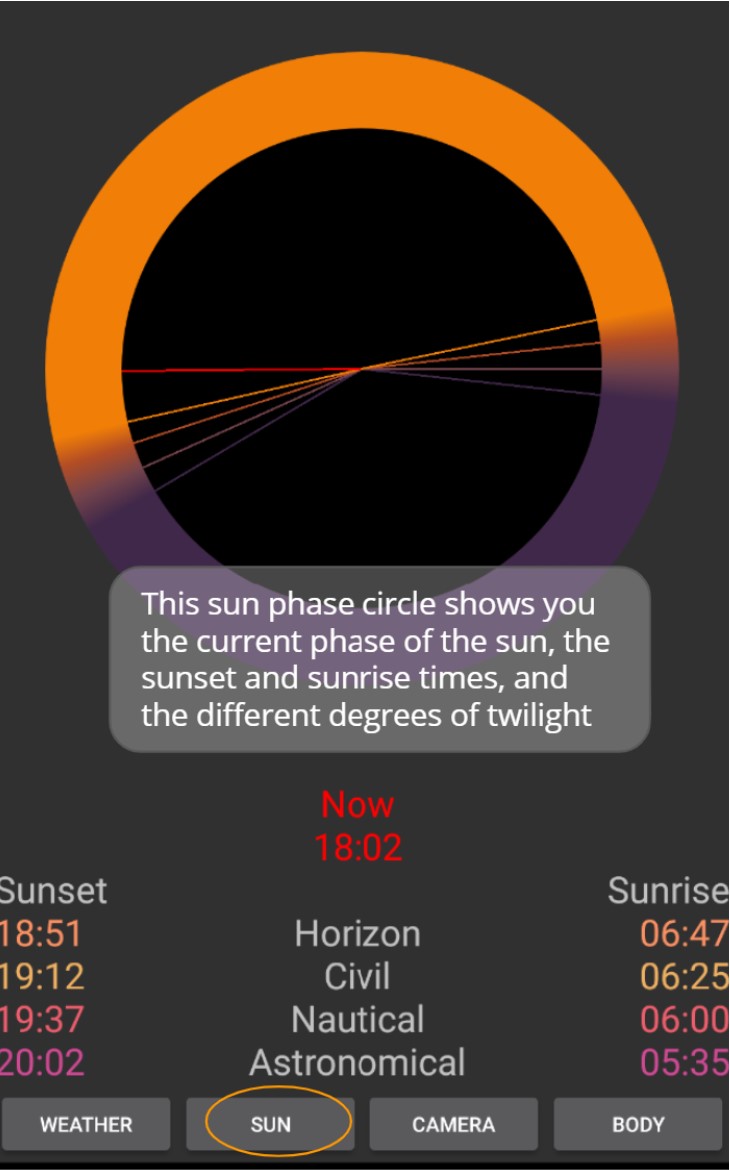 This sun phase circle shows you
the current phase of the sun, the
sunset and sunrise times, and
the different degrees of twilight
Now
18:02
Sunset Sunrise
18:51 Horizon 06:47
19:12 Civil 06:25
19:37 Nautical 06:00
20:02 Astronomical 05:35
WEATHER SUN CAMERA BODY